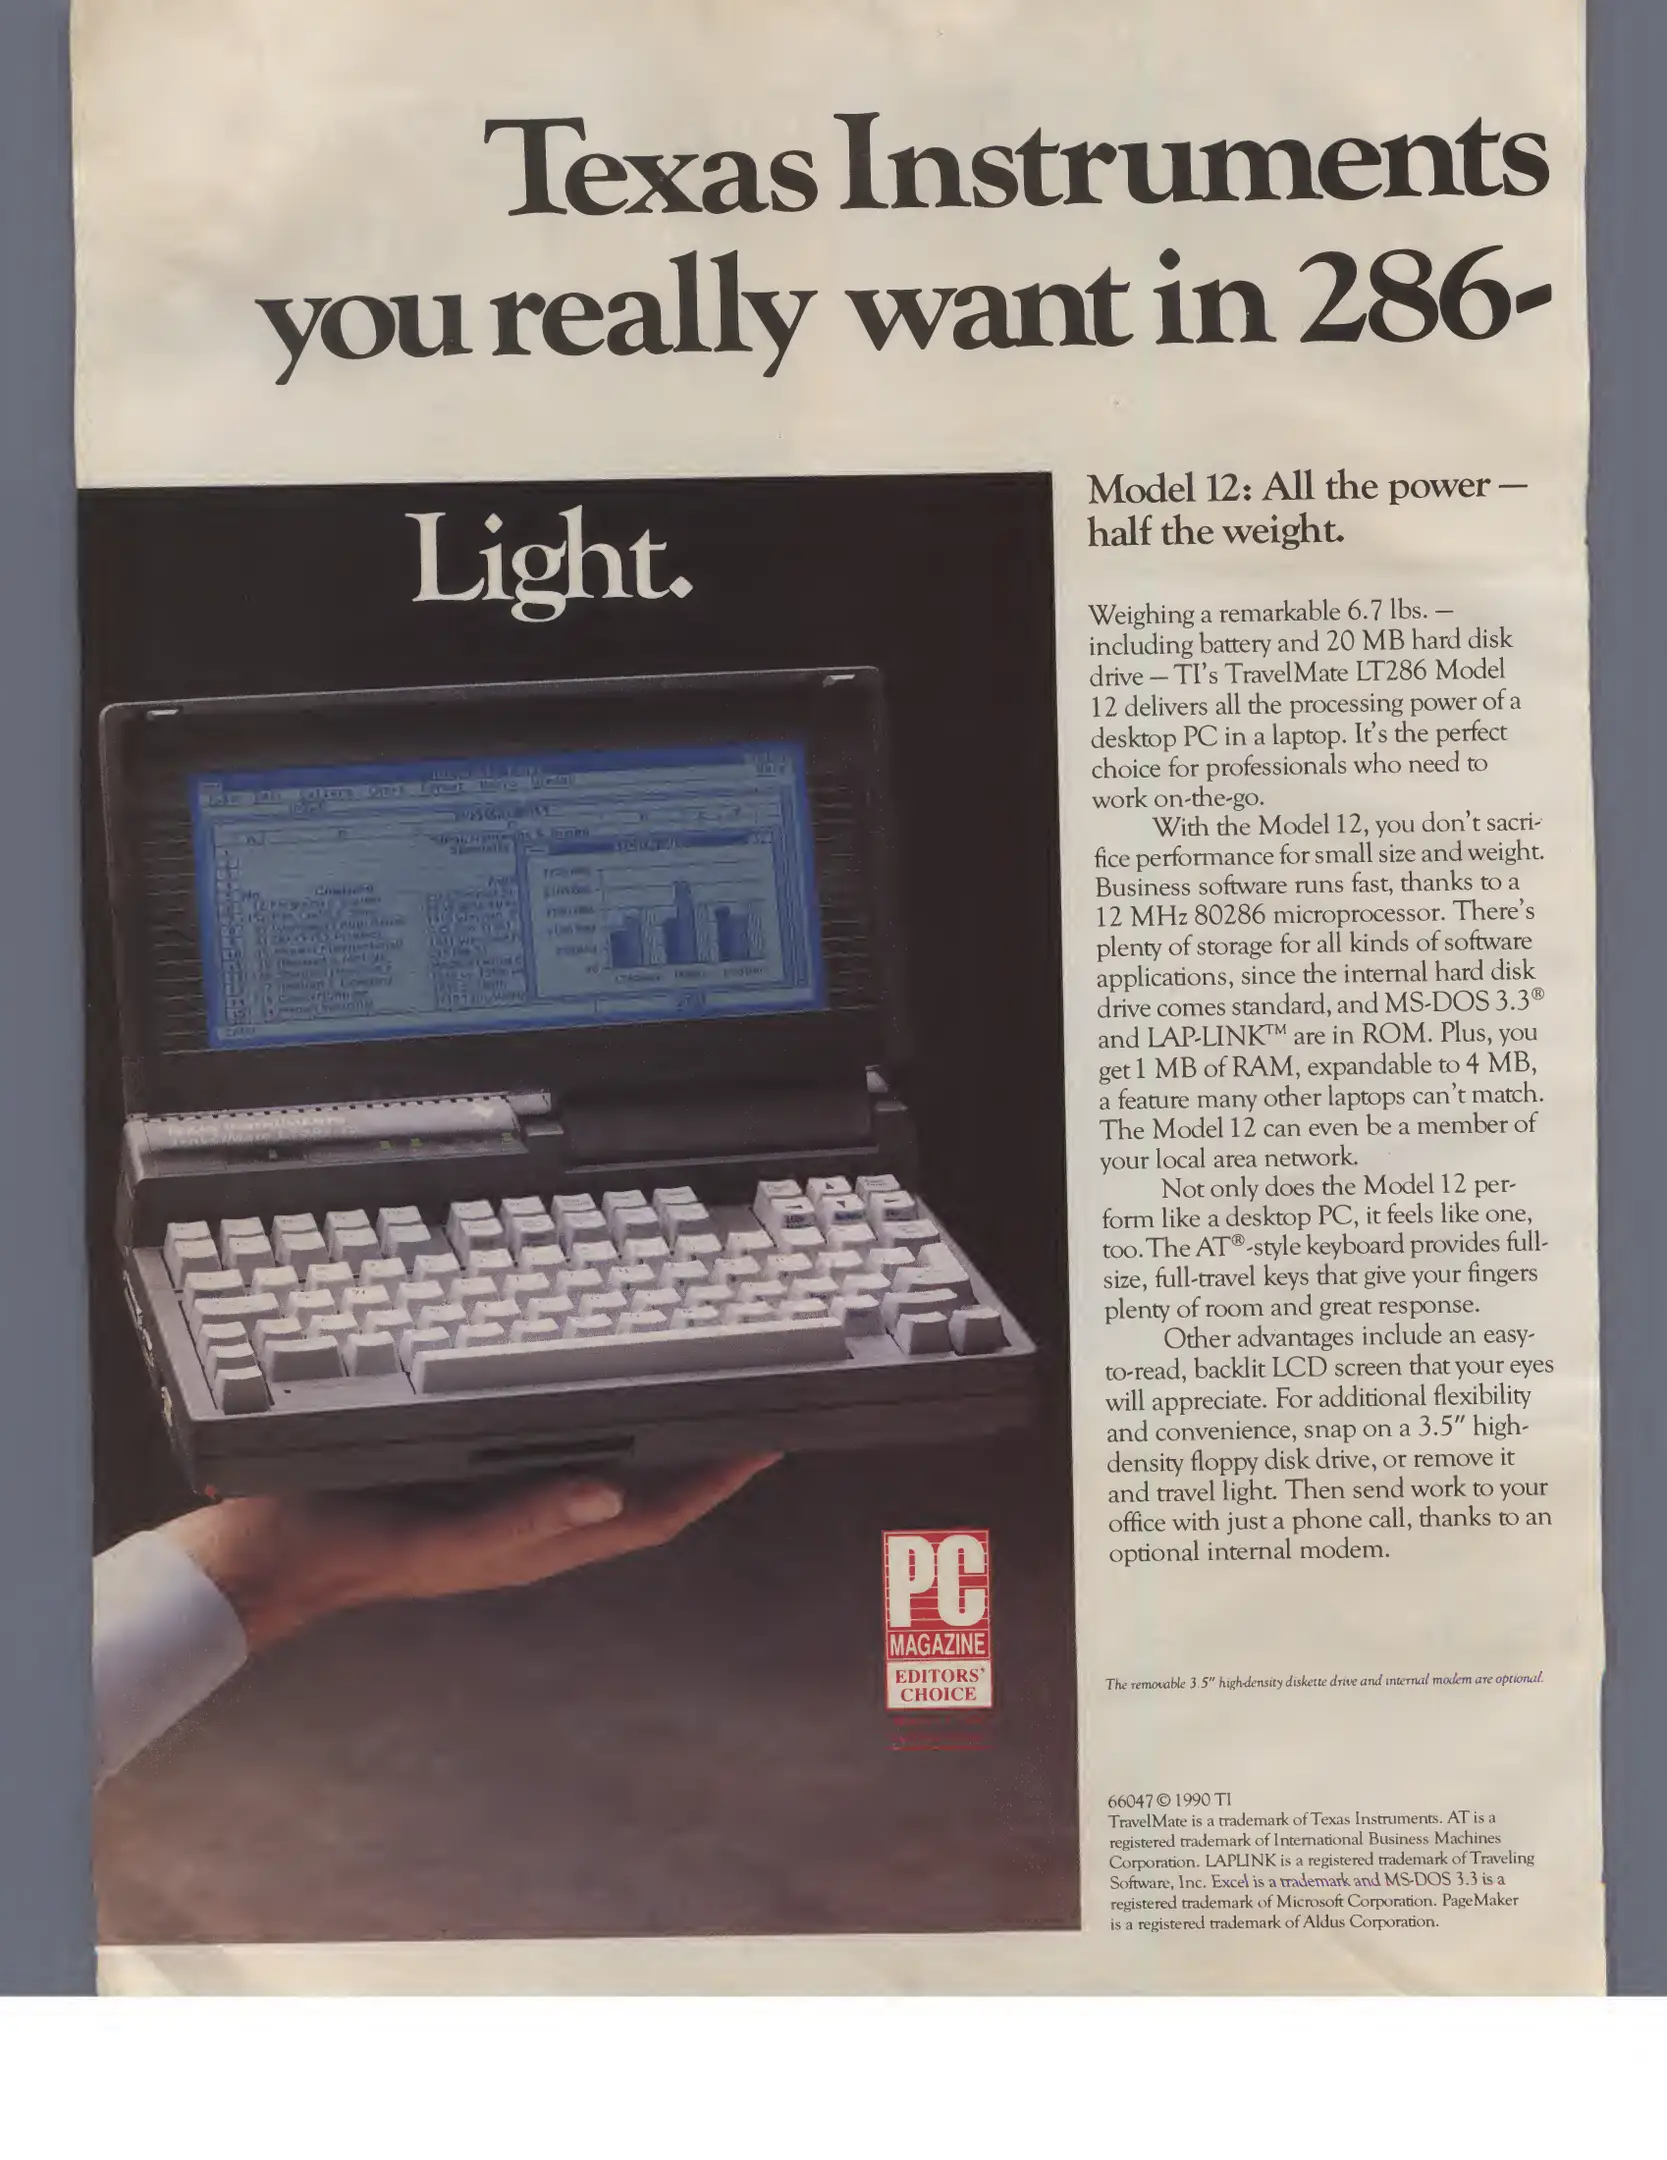 Texas Instruments
you really want in 286-
Light.
Model 12: All the power —
half the weight.
Weighing a remarkable 6.7 lbs. —
including battery and 20 MB hard disk
drive — TI's TravelMate LT286 Model
12 delivers all the processing power of a
desktop PC in a laptop. It's the perfect
choice for professionals who need to
work on-the-go.
With the Model 12, you don't sacri-
fice performance for small size and weight.
Business software runs fast, thanks to a
12 MHz 80286 microprocessor. There's
plenty of storage for all kinds of software
applications, since the internal hard disk
drive comes standard, and MS-DOS 3.3®
and LAP-LINK™ are in ROM. Plus, you
get 1 MB of RAM, expandable to 4 MB,
a feature many other laptops can't match.
The Model 12 can even be a member of
your local area network.
Not only does the Model 12 per-
form like a desktop PC, it feels like one,
too. The AT®-style keyboard provides full-
size, full-travel keys that give your fingers
plenty of room and great response.
Other advantages include an easy-
to-read, backlit LCD screen that your eyes
will appreciate. For additional flexibility
and convenience, snap on a 3.5" high-
density floppy disk drive, or remove it
and travel light. Then send work to your
office with just a phone call, thanks to an
optional internal modem.
PC
MAGAZINE
EDITORS'
CHOICE
The removable 3.5" high-density diskette drive and internal modem are optional.
66047 © 1990 TI
TravelMate is a trademark of Texas Instruments. AT is a
registered trademark of International Business Machines
Corporation. LAPLINK is a registered trademark of Traveling
Software, Inc. Excel is a trademark and MS-DOS 3.3 is a
registered trademark of Microsoft Corporation. PageMaker
is a registered trademark of Aldus Corporation.